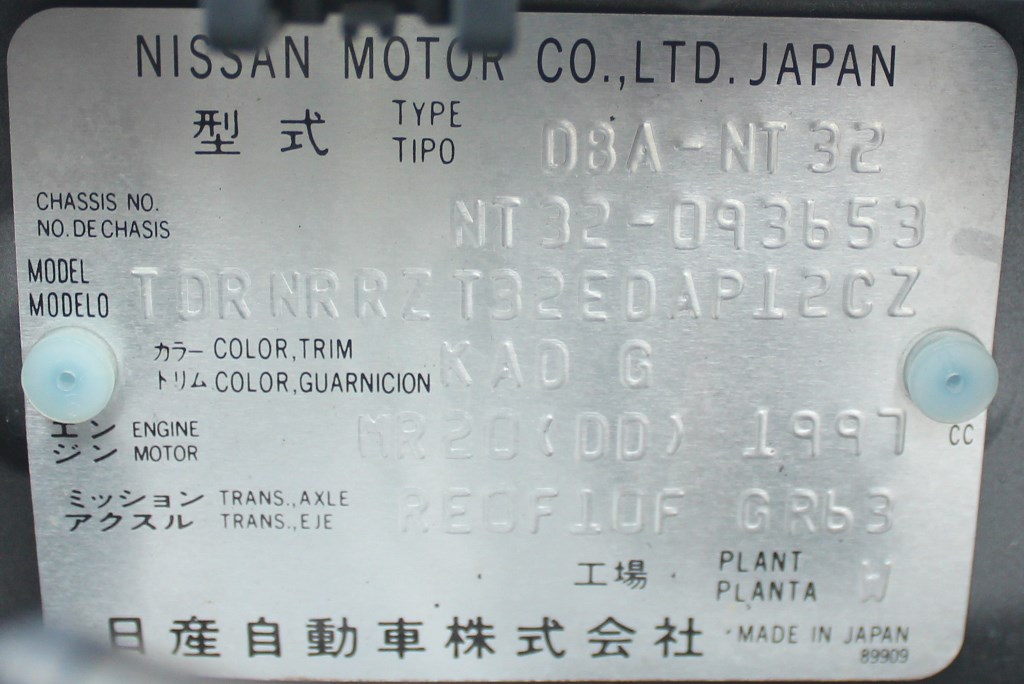 NISSAN MOTOR CO.,LTD. JAPAN
型式 TYPE TIPO DBA-NT32
CHASSIS NO.
NO. DE CHASIS NT32-093653
MODEL
MODELO TDRNRRZ T32EDAP12CZ
カラー COLOR,TRIM
トリム COLOR,GUARNICION KAD G
エン ENGINE
ジン MOTOR MR20(DD) 1997 CC
ミッション TRANS.,AXLE
アクスル TRANS.,EJE RE0F10F GR63
工場 PLANT PLANTA W
日産自動車株式会社 MADE IN JAPAN
89909